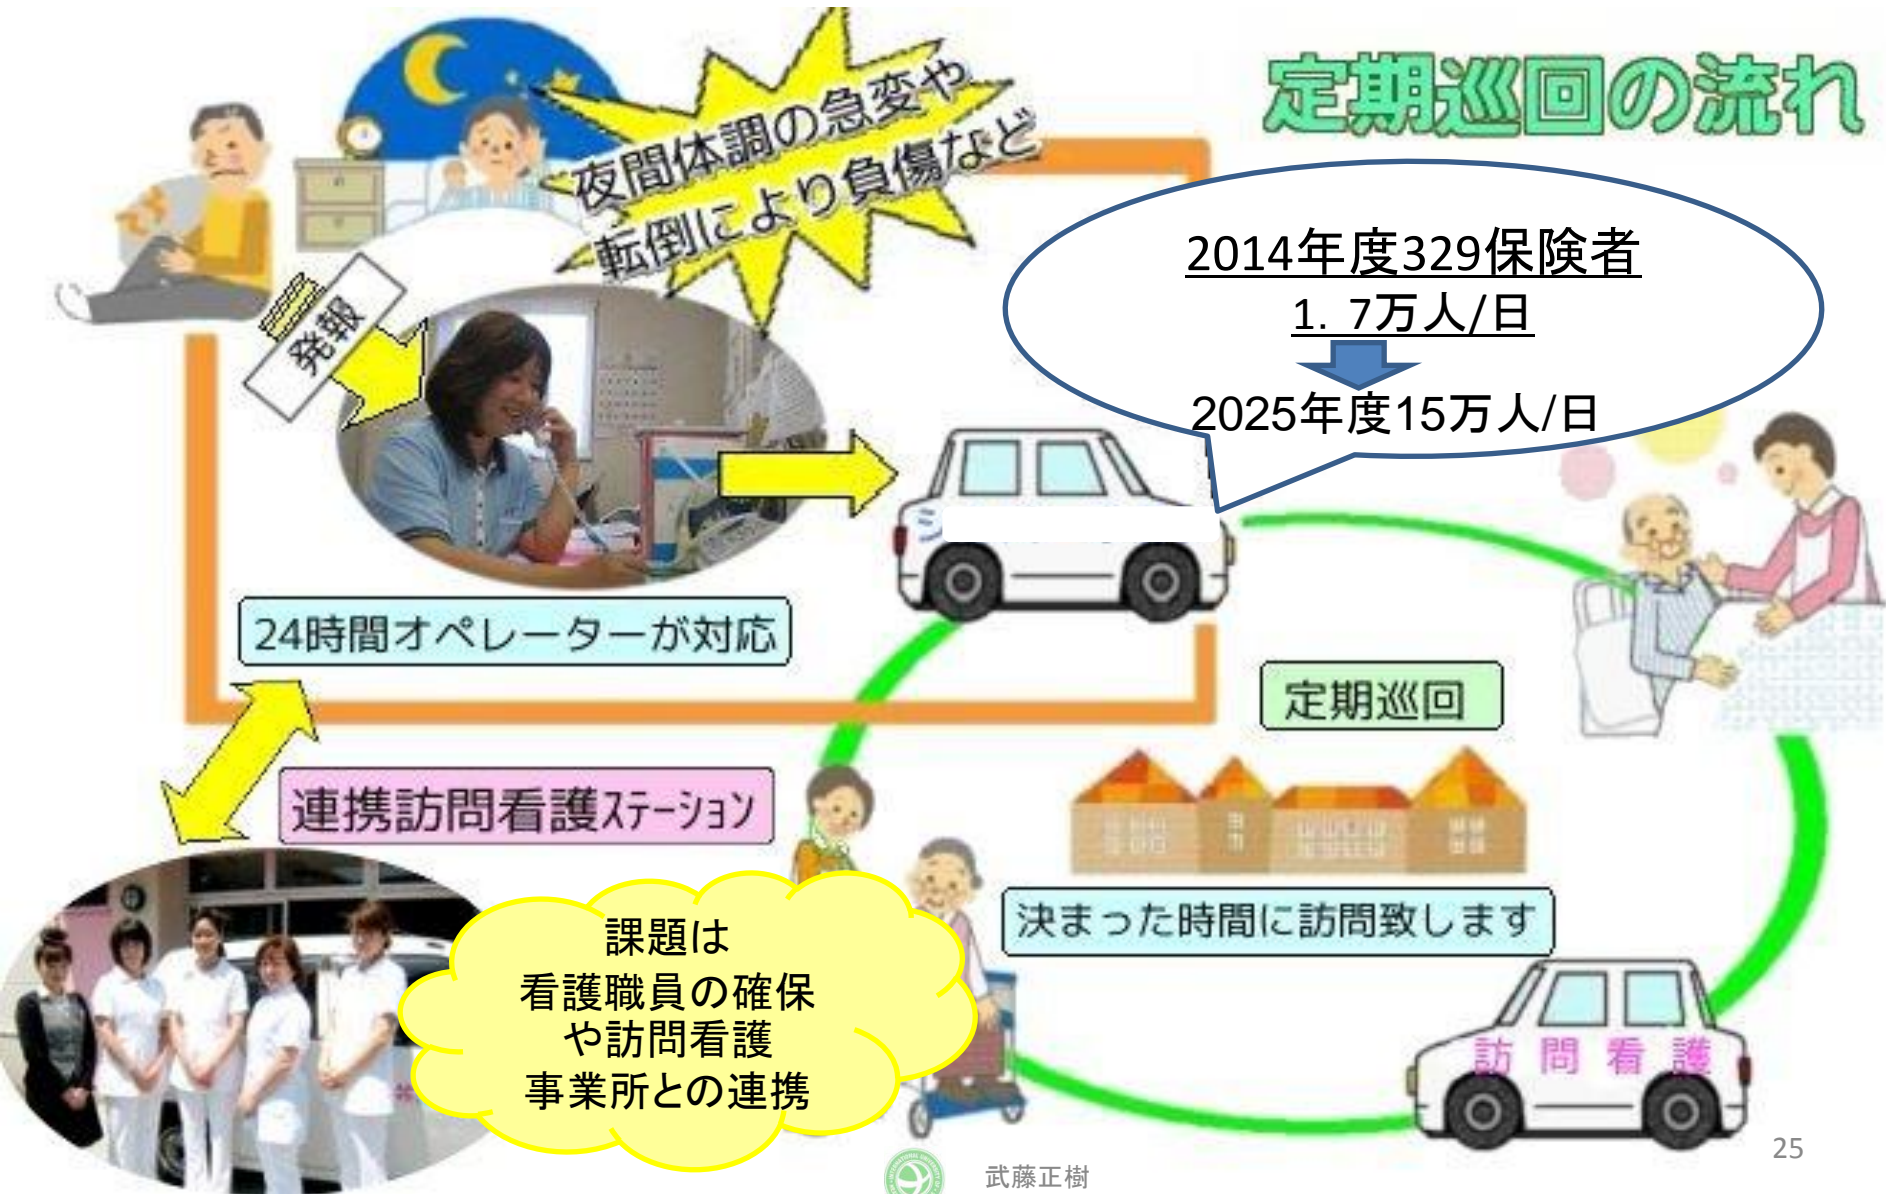 定期巡回の流れ
夜間体調の急変や
転倒により負傷など
2014年度329保険者
1．7万人/日
2025年度15万人/日
発報
24時間オペレーターが対応
定期巡回
連携訪問看護ｽﾃｰｼｮﾝ
決まった時間に訪問致します
課題は
看護職員の確保
や訪問看護
事業所との連携
訪問看護
武藤正樹
25